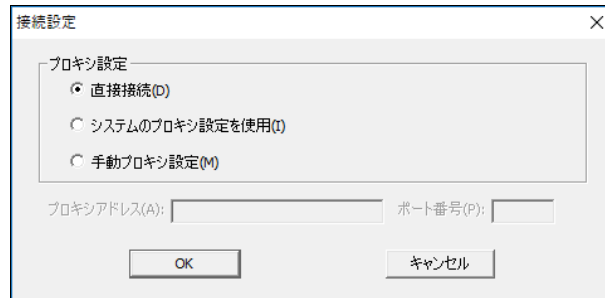 接続設定
プロキシ設定
直接接続(D)
システムのプロキシ設定を使用(I)
手動プロキシ設定(M)
プロキシアドレス(A): ポート番号(P):
OK キャンセル